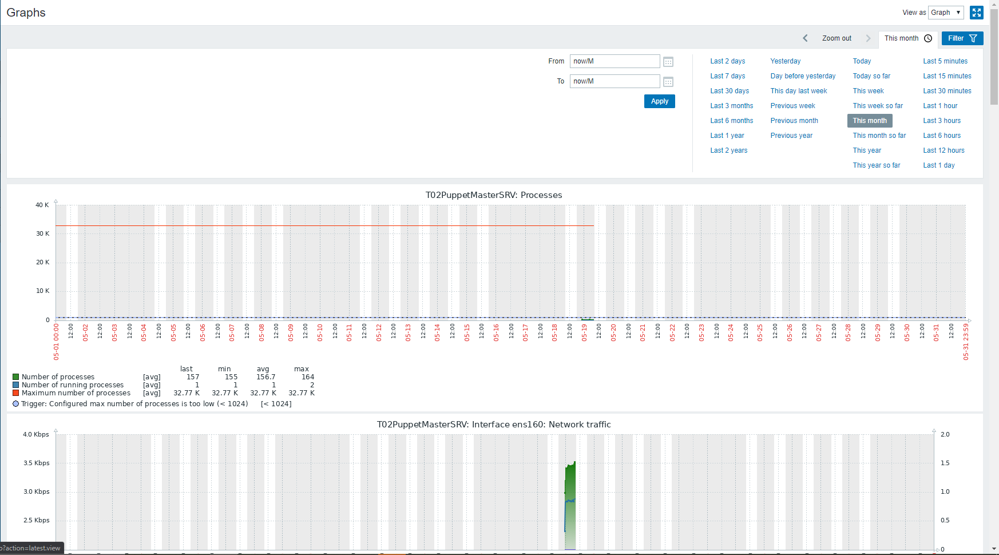 Graphs
View as Graph
Zoom out
This month
Filter
From now/M
To now/M
Apply
Last 2 days Yesterday Today Last 5 minutes
Last 7 days Day before yesterday Today so far Last 15 minutes
Last 30 days This day last week This week Last 30 minutes
Last 3 months Previous week This week so far Last 1 hour
Last 6 months Previous month This month Last 3 hours
Last 1 year Previous year This month so far Last 6 hours
Last 2 years This year Last 12 hours
This year so far Last 1 day
T02PuppetMasterSRV: Processes
40 K
30 K
20 K
10 K
0
05-01 00:00 12:00 05-02 12:00 05-03 12:00 05-04 12:00 05-05 12:00 05-06 12:00 05-07 12:00 05-08 12:00 05-09 12:00 05-10 12:00 05-11 12:00 05-12 12:00 05-13 12:00 05-14 12:00 05-15 12:00 05-16 12:00 05-17 12:00 05-18 12:00 05-19 12:00 05-20 12:00 05-21 12:00 05-22 12:00 05-23 12:00 05-24 12:00 05-25 12:00 05-26 12:00 05-27 12:00 05-28 12:00 05-29 12:00 05-30 12:00 05-31 12:00 05-31 23:59
last min avg max
Number of processes [avg] 157 155 156.7 164
Number of running processes [avg] 1 1 1 2
Maximum number of processes [avg] 32.77 K 32.77 K 32.77 K 32.77 K
Trigger: Configured max number of processes is too low (< 1024) [< 1024]
T02PuppetMasterSRV: Interface ens160: Network traffic
4.0 Kbps 2.0
3.5 Kbps 1.5
3.0 Kbps 1.0
2.5 Kbps 0.5
0
?action=latest.view